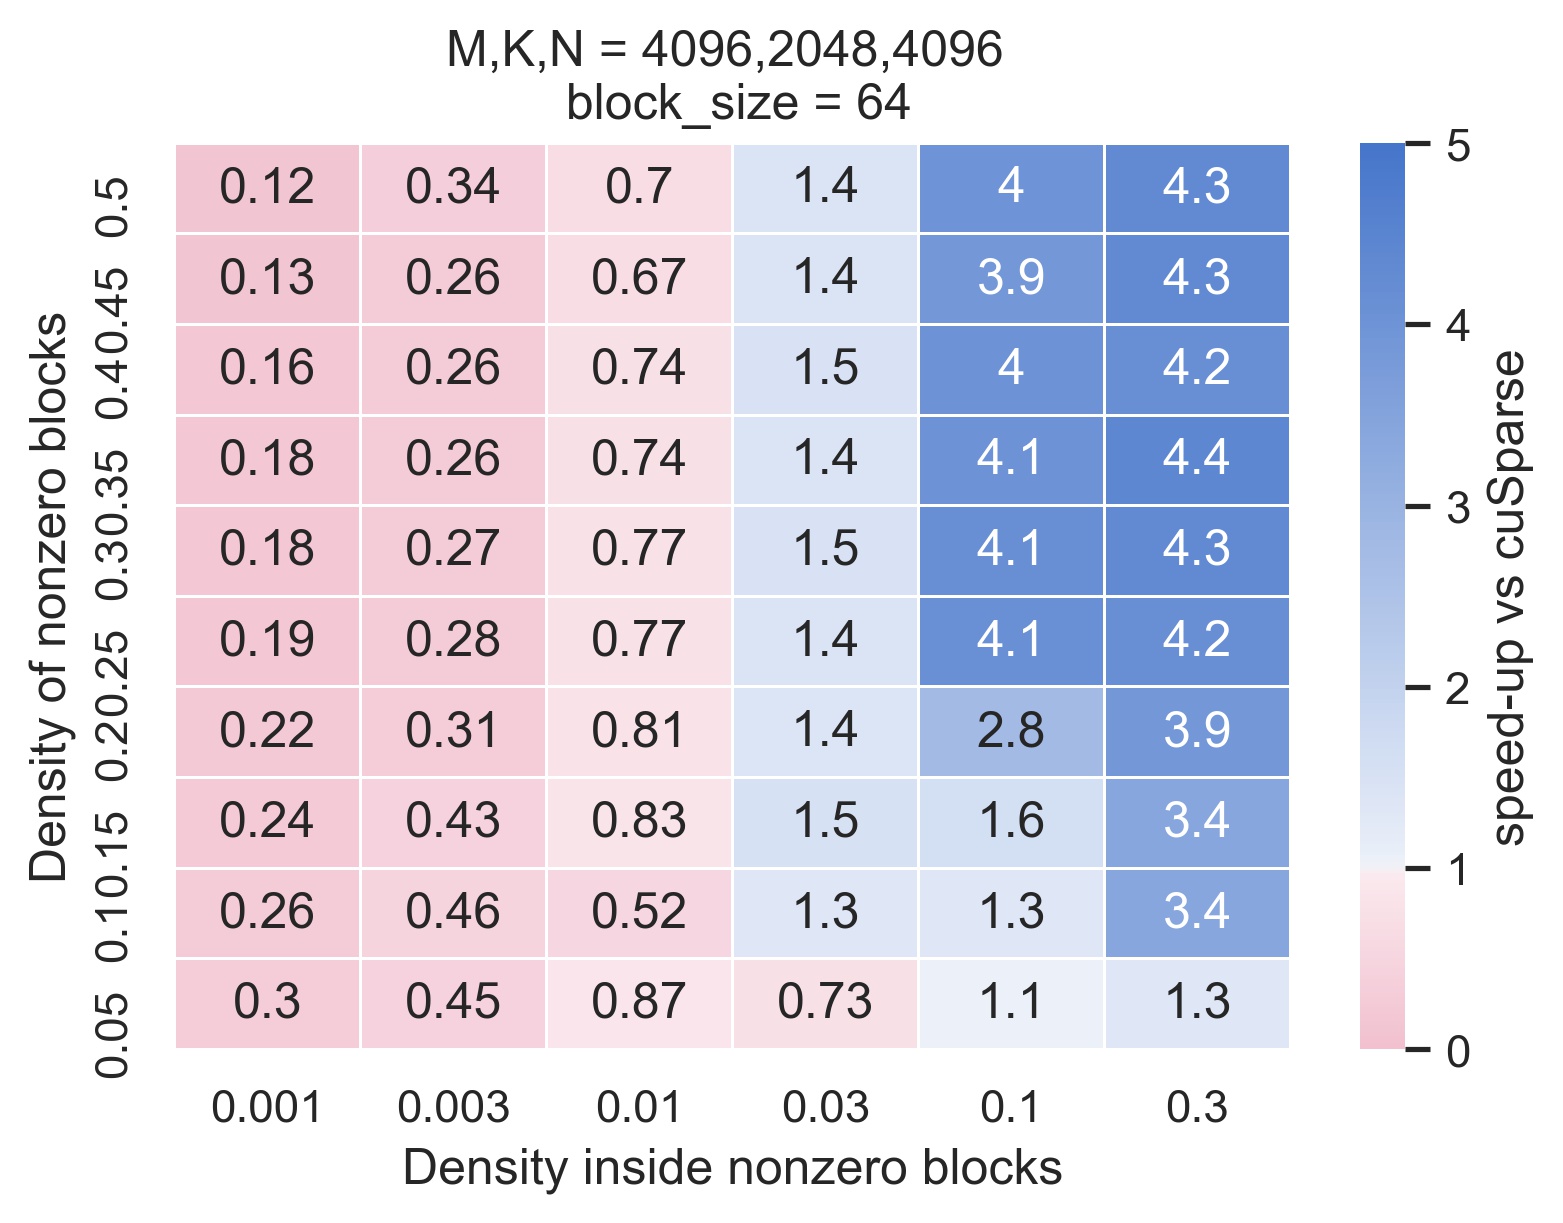 M,K,N = 4096,2048,4096
block_size = 64
Density of nonzero blocks
0.5 0.12 0.34 0.7 1.4 4 4.3
0.45 0.13 0.26 0.67 1.4 3.9 4.3
0.4 0.16 0.26 0.74 1.5 4 4.2
0.35 0.18 0.26 0.74 1.4 4.1 4.4
0.30 0.18 0.27 0.77 1.5 4.1 4.3
0.25 0.19 0.28 0.77 1.4 4.1 4.2
0.20 0.22 0.31 0.81 1.4 2.8 3.9
0.15 0.24 0.43 0.83 1.5 1.6 3.4
0.10 0.26 0.46 0.52 1.3 1.3 3.4
0.05 0.3 0.45 0.87 0.73 1.1 1.3
0.001 0.003 0.01 0.03 0.1 0.3
Density inside nonzero blocks
5
4
3
2
1
0
speed-up vs cuSparse